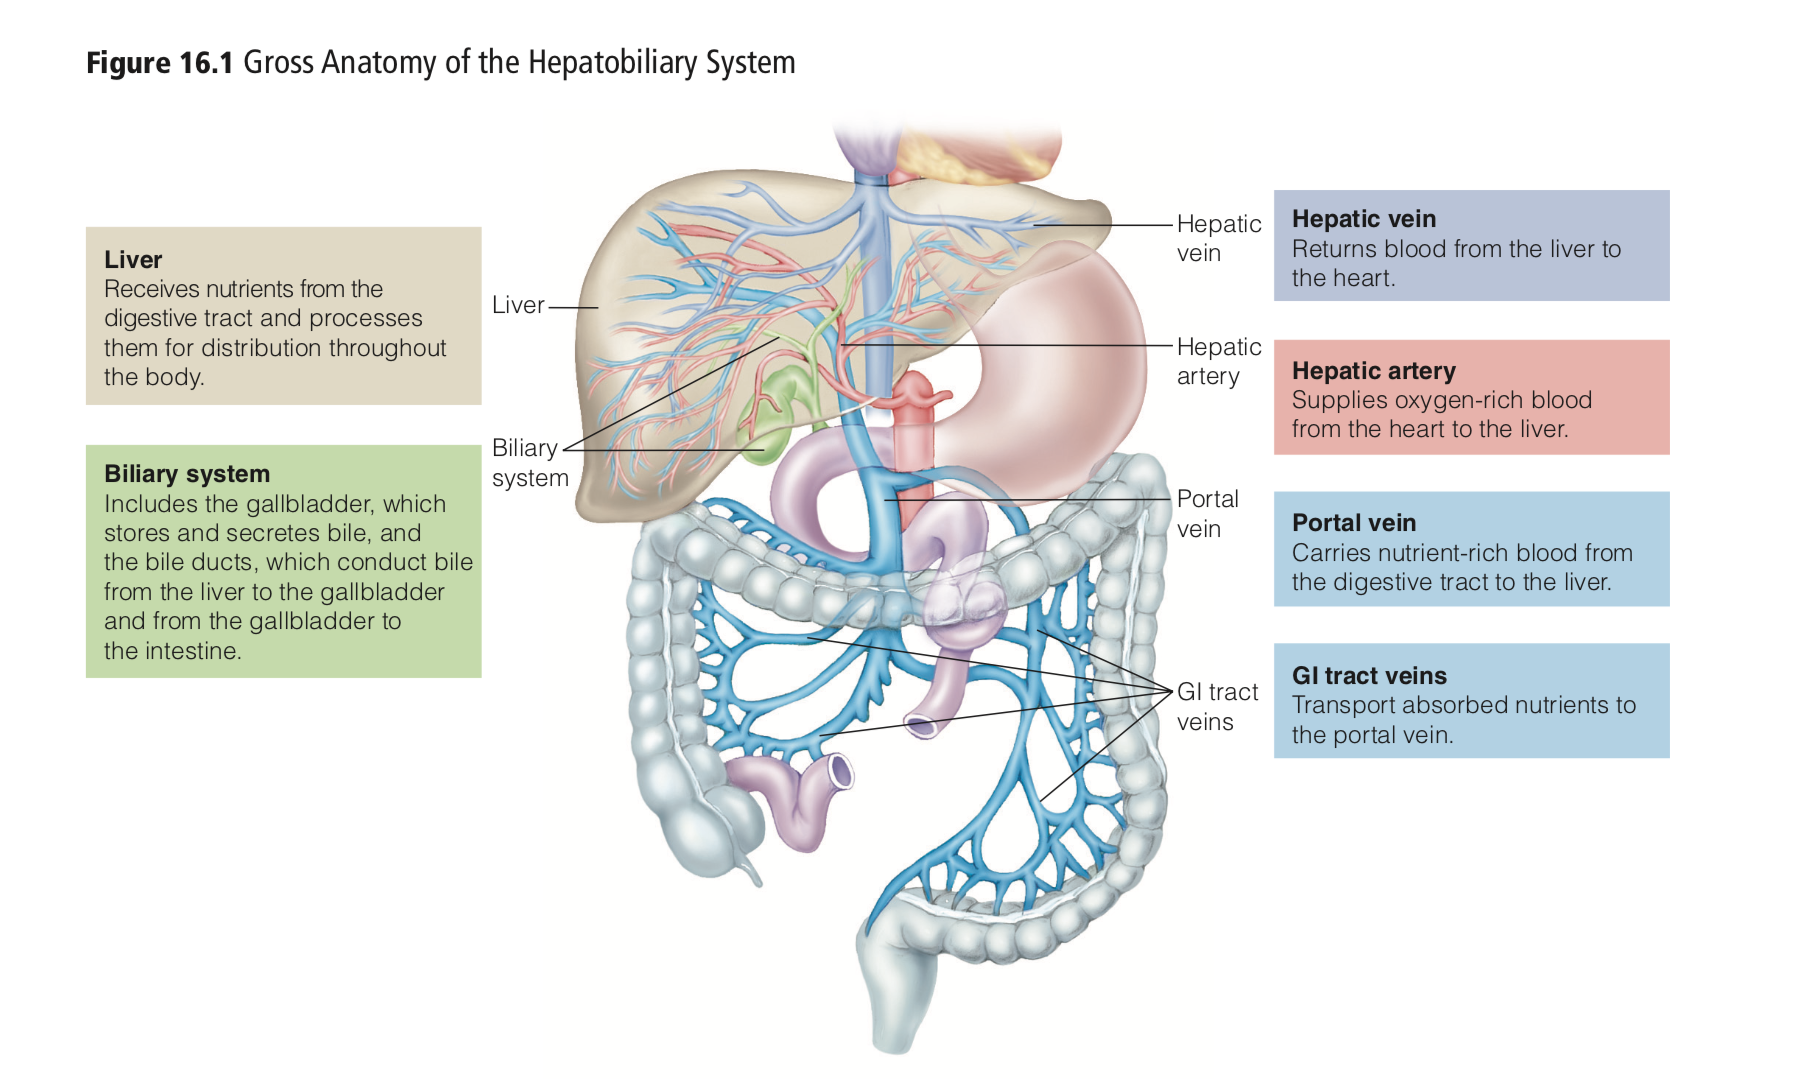 Figure 16.1 Gross Anatomy of the Hepatobiliary System
Liver
Receives nutrients from the
digestive tract and processes
them for distribution throughout
the body.
Biliary system
Includes the gallbladder, which
stores and secretes bile, and
the bile ducts, which conduct bile
from the liver to the gallbladder
and from the gallbladder to
the intestine.
Liver
Biliary
system
Hepatic
vein
Hepatic
artery
Portal
vein
GI tract
veins
Hepatic vein
Returns blood from the liver to
the heart.
Hepatic artery
Supplies oxygen-rich blood
from the heart to the liver.
Portal vein
Carries nutrient-rich blood from
the digestive tract to the liver.
GI tract veins
Transport absorbed nutrients to
the portal vein.